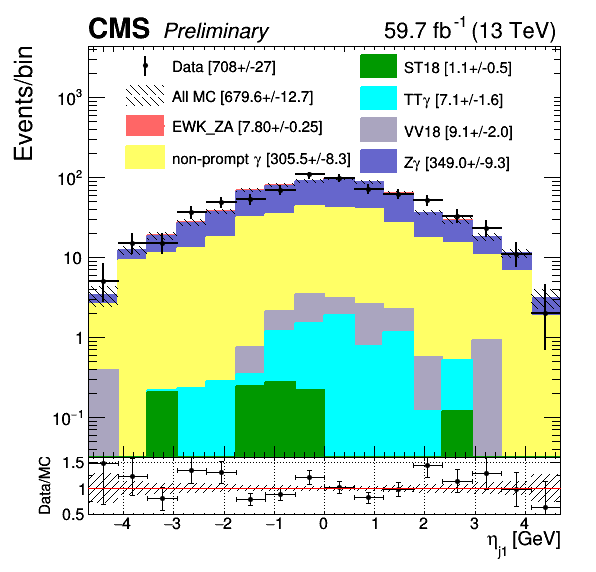 CMS Preliminary 59.7 fb⁻¹ (13 TeV)
Events/bin
Data [708+/-27]
All MC [679.6+/-12.7]
EWK_ZA [7.80+/-0.25]
non-prompt γ [305.5+/-8.3]
ST18 [1.1+/-0.5]
TTγ [7.1+/-1.6]
VV18 [9.1+/-2.0]
Zγ [349.0+/-9.3]
10³
10²
10
1
10⁻¹
Data/MC
1.5
1
0.5
−4 −3 −2 −1 0 1 2 3 4
η_j1 [GeV]